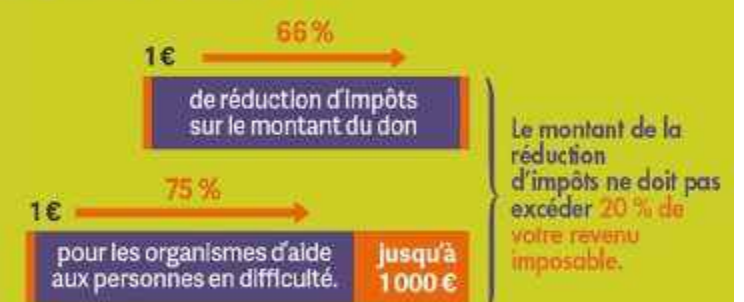 66 %
1 €
de réduction d'impôts
sur le montant du don
75 %
1 €
pour les organismes d'aide
aux personnes en difficulté.
jusqu'à
1 000 €
Le montant de la
réduction
d'impôts ne doit pas
excéder 20 % de
votre revenu
imposable.